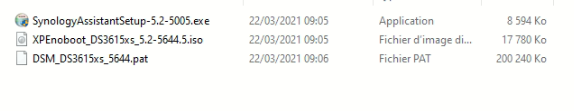 SynologyAssistantSetup-5.2-5005.exe 22/03/2021 09:05 Application 8 594 Ko
XPEnoboot_DS3615xs_5.2-5644.5.iso 22/03/2021 09:05 Fichier d'image di... 17 780 Ko
DSM_DS3615xs_5644.pat 22/03/2021 09:06 Fichier PAT 200 240 Ko